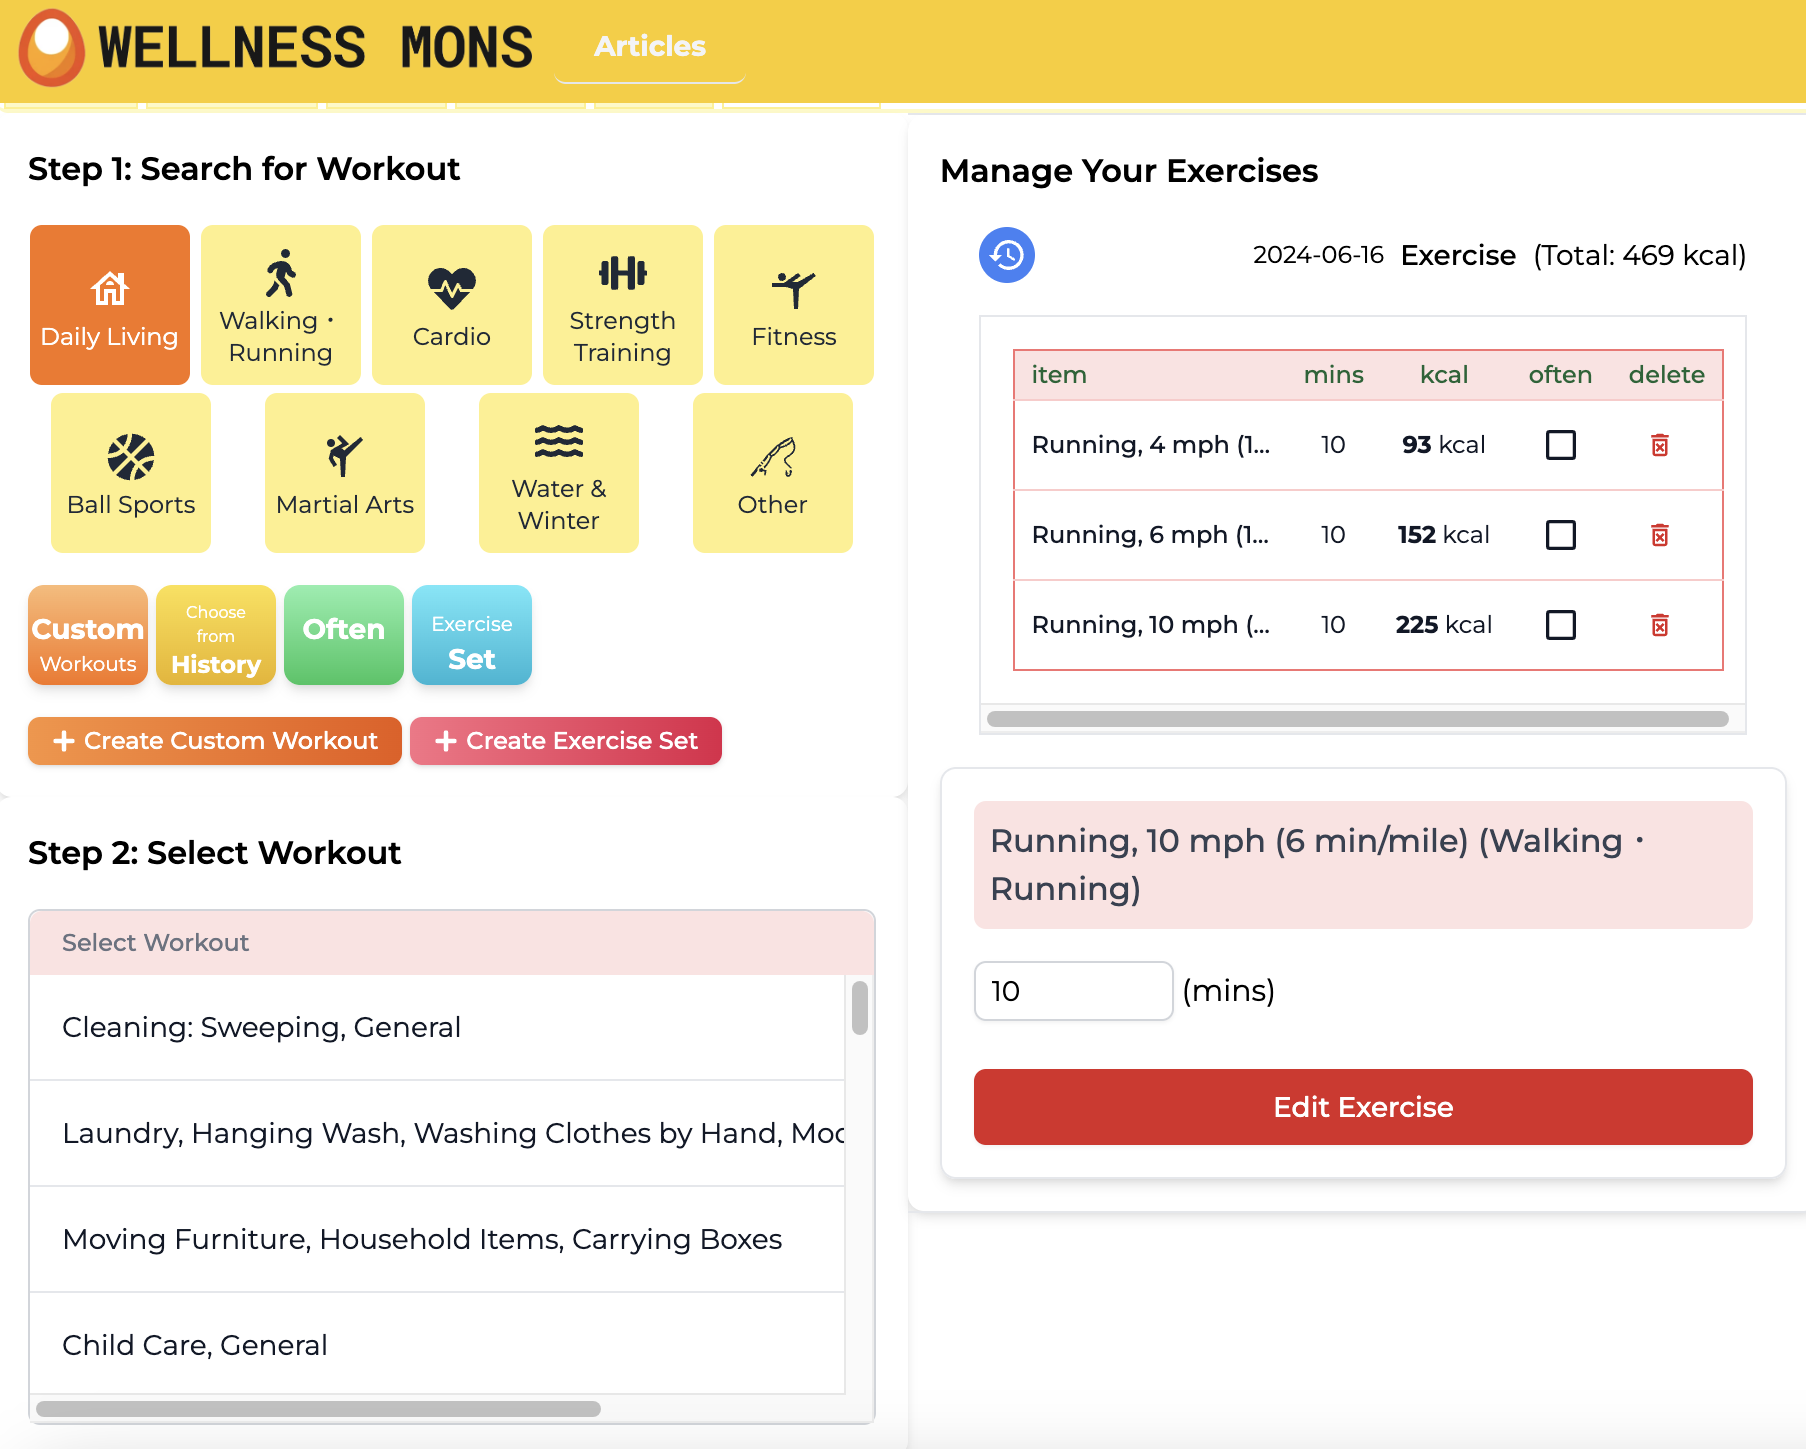 WELLNESS MONS
Articles
Step 1: Search for Workout
Daily Living
Walking・
Running
Cardio
Strength
Training
Fitness
Ball Sports
Martial Arts
Water &
Winter
Other
Custom
Workouts
Choose
from
History
Often
Exercise
Set
+ Create Custom Workout
+ Create Exercise Set
Step 2: Select Workout
Select Workout
Cleaning: Sweeping, General
Laundry, Hanging Wash, Washing Clothes by Hand,
Moving Furniture, Household Items, Carrying Boxes
Child Care, General
Manage Your Exercises
2024-06-16 Exercise (Total: 469 kcal)
item mins kcal often delete
Running, 4 mph (1... 10 93 kcal
Running, 6 mph (1... 10 152 kcal
Running, 10 mph (... 10 225 kcal
Running, 10 mph (6 min/mile) (Walking・
Running)
10 (mins)
Edit Exercise